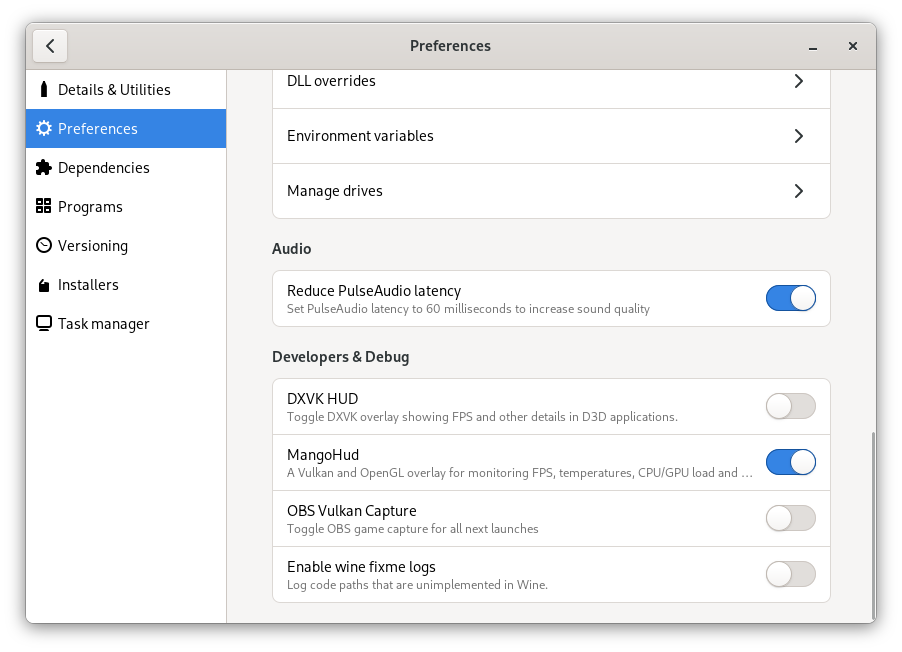 Preferences
Details & Utilities
Preferences
Dependencies
Programs
Versioning
Installers
Task manager
DLL overrides
Environment variables
Manage drives
Audio
Reduce PulseAudio latency
Set PulseAudio latency to 60 milliseconds to increase sound quality
Developers & Debug
DXVK HUD
Toggle DXVK overlay showing FPS and other details in D3D applications.
MangoHud
A Vulkan and OpenGL overlay for monitoring FPS, temperatures, CPU/GPU load and ...
OBS Vulkan Capture
Toggle OBS game capture for all next launches
Enable wine fixme logs
Log code paths that are unimplemented in Wine.